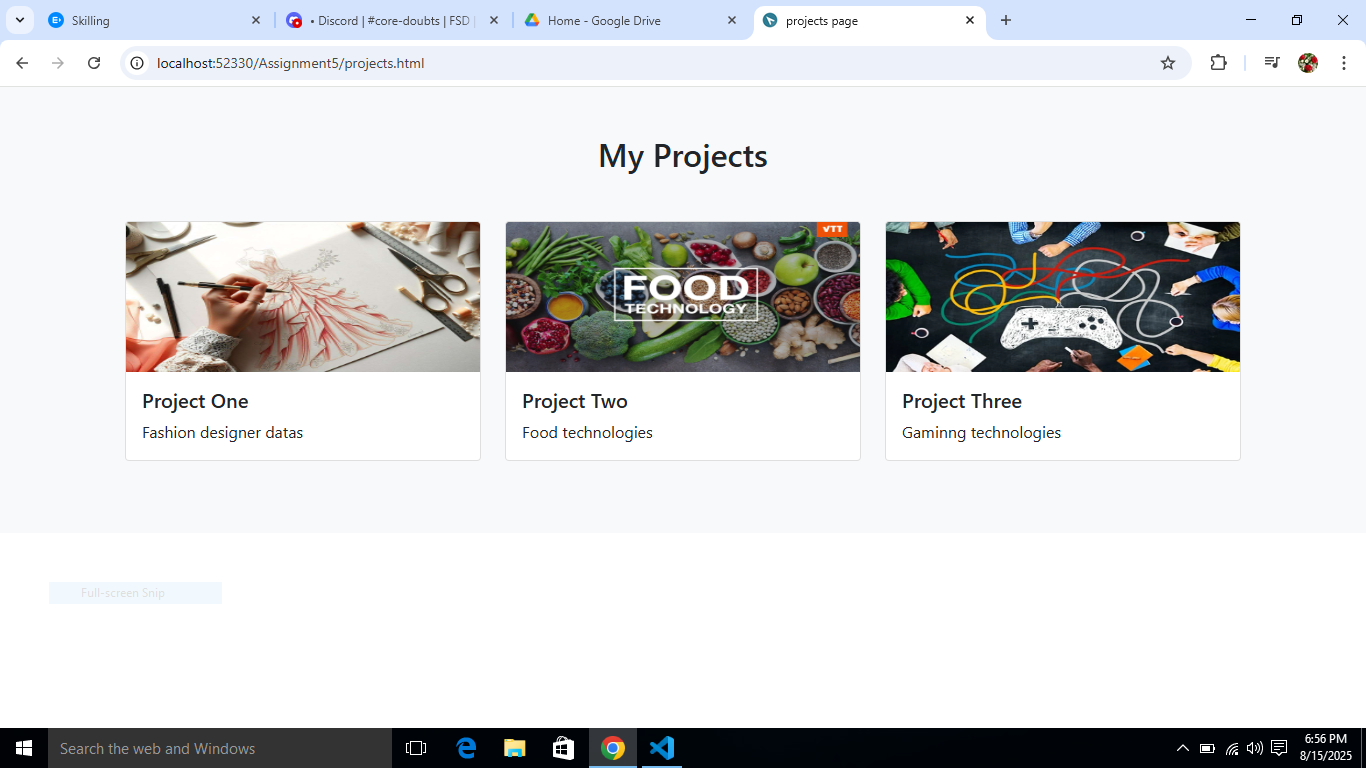 Skilling
• Discord | #core-doubts | FSD
Home - Google Drive
projects page
localhost:52330/Assignment5/projects.html
My Projects
VTT
FOOD
TECHNOLOGY
Project One
Fashion designer datas
Project Two
Food technologies
Project Three
Gaminng technologies
Full-screen Snip
Search the web and Windows
6:56 PM
8/15/2025